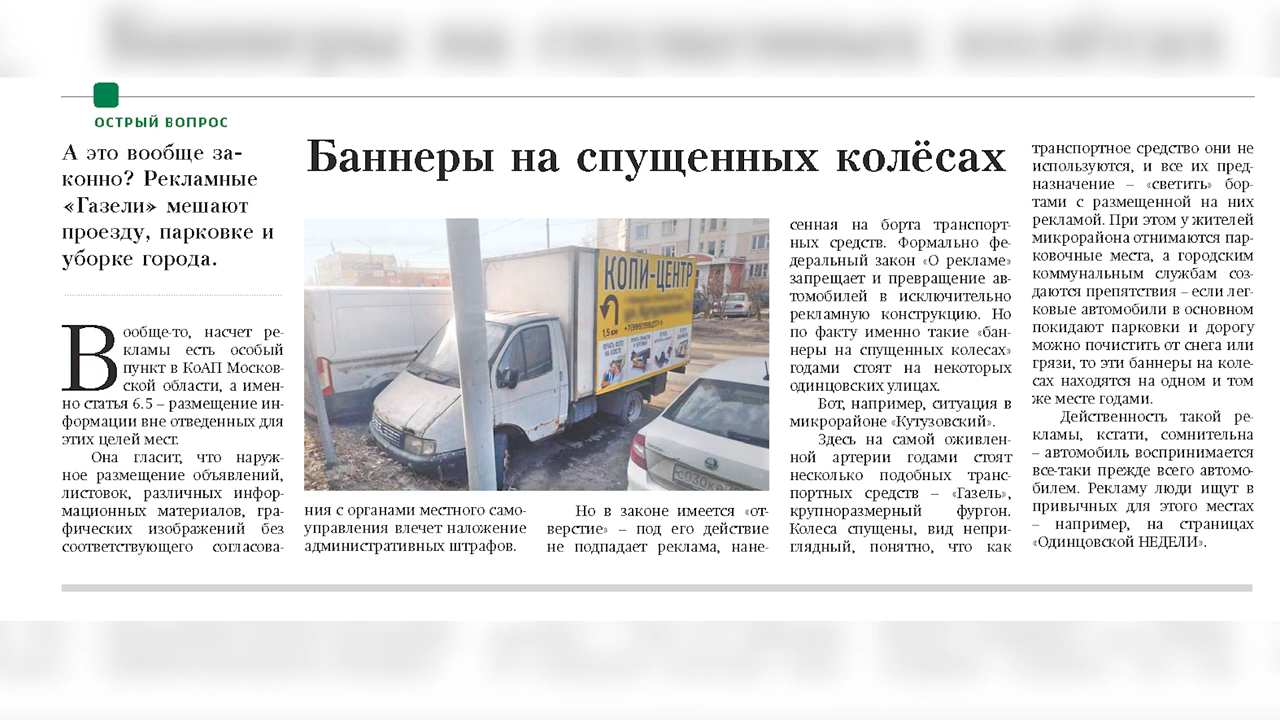 ОСТРЫЙ ВОПРОС
А это вообще за-
конно? Рекламные
«Газели» мешают
проезду, парковке и
уборке города.
Баннеры на спущенных колёсах
Вообще-то, насчет ре-
кламы есть особый
пункт в КоАП Москов-
ской области, а имен-
но статья 6.5 – размещение ин-
формации вне отведенных для
этих целей мест.
Она гласит, что наруж-
ное размещение объявлений,
листовок, различных инфор-
мационных материалов, гра-
фических изображений без
соответствующего согласова-
КОПИ-ЦЕНТР
1,5 км
ния с органами местного само-
управления влечет наложение
административных штрафов.
Но в законе имеется «от-
верстие» – под его действие
не подпадает реклама, нане-
сенная на борта транспорт-
ных средств. Формально фе-
деральный закон «О рекламе»
запрещает и превращение ав-
томобилей в исключительно
рекламную конструкцию. Но
по факту именно такие «бан-
неры на спущенных колесах»
годами стоят на некоторых
одинцовских улицах.
Вот, например, ситуация в
микрорайоне «Кутузовский».
Здесь на самой оживлен-
ной артерии годами стоят
несколько подобных транс-
портных средств – «Газель»,
крупноразмерный фургон.
Колеса спущены, вид непри-
глядный, понятно, что как
транспортное средство они не
используются, и все их пред-
назначение – «светить» бор-
тами с размещенной на них
рекламой. При этом у жителей
микрорайона отнимаются пар-
ковочные места, а городским
коммунальным службам соз-
даются препятствия – если лег-
ковые автомобили в основном
покидают парковки и дорогу
можно почистить от снега или
грязи, то эти баннеры на коле-
сах находятся на одном и том
же месте годами.
Действенность такой ре-
кламы, кстати, сомнительна
– автомобиль воспринимается
все-таки прежде всего автомо-
билем. Рекламу люди ищут в
привычных для этого местах
– например, на страницах
«Одинцовской НЕДЕЛИ».